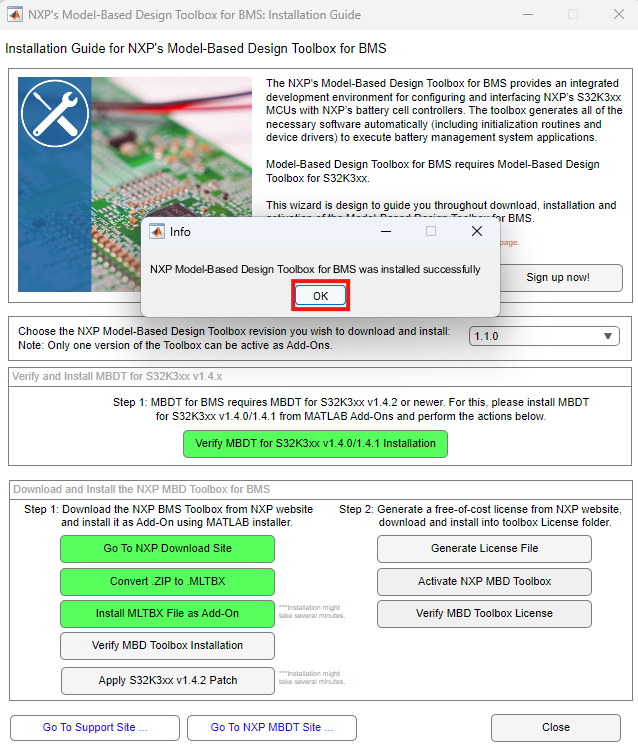 NXP's Model-Based Design Toolbox for BMS: Installation Guide
Installation Guide for NXP's Model-Based Design Toolbox for BMS
The NXP's Model-Based Design Toolbox for BMS provides an integrated
development environment for configuring and interfacing NXP's S32K3xx
MCUs with NXP's battery cell controllers. The toolbox generates all of the
necessary software automatically (including initialization routines and
device drivers) to execute battery management system applications.
Model-Based Design Toolbox for BMS requires Model-Based Design
Toolbox for S32K3xx.
This wizard is design to guide you throughout download, installation and
activation of the Model-Based Design Toolbox for BMS.
page.
Info
NXP Model-Based Design Toolbox for BMS was installed successfully
OK
Sign up now!
Choose the NXP Model-Based Design Toolbox revision you wish to download and install:
Note: Only one version of the Toolbox can be active as Add-Ons.
1.1.0
Verify and Install MBDT for S32K3xx v1.4.x
Step 1: MBDT for BMS requires MBDT for S32K3xx v1.4.2 or newer. For this, please install MBDT
for S32K3xx v1.4.0/1.4.1 from MATLAB Add-Ons and perform the actions below.
Verify MBDT for S32K3xx v1.4.0/1.4.1 Installation
Download and Install the NXP MBD Toolbox for BMS
Step 1: Download the NXP BMS Toolbox from NXP website
and install it as Add-On using MATLAB installer.
Go To NXP Download Site
Convert .ZIP to .MLTBX
Install MLTBX File as Add-On
***Installation might
take several minutes.
Verify MBD Toolbox Installation
Apply S32K3xx v1.4.2 Patch
***Installation might
take several minutes.
Step 2: Generate a free-of-cost license from NXP website,
download and install into toolbox License folder.
Generate License File
Activate NXP MBD Toolbox
Verify MBD Toolbox License
Go To Support Site ...
Go To NXP MBDT Site ...
Close